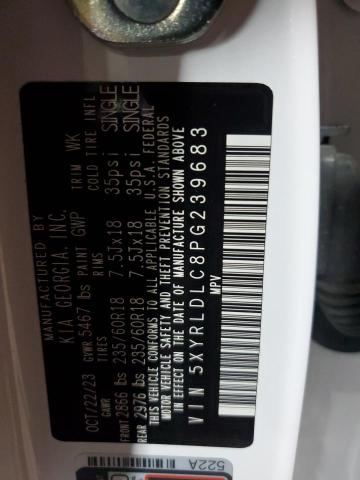 MANUFACTURED BY
KIA GEORGIA, INC.
OCT/22/23 GVWR 5467 lbs PAINT GWP TRIM WK
GAWR TIRES RIMS COLD TIRE INFL
FRONT 2866 lbs 235/60R18 7.5Jx18 35psi SINGLE
REAR 2976 lbs 235/60R18 7.5Jx18 35psi SINGLE
THIS VEHICLE CONFORMS TO ALL APPLICABLE U.S.A. FEDERAL
MOTOR VEHICLE SAFETY AND THEFT PREVENTION STANDARDS
IN EFFECT ON THE DATE OF MANUFACTURE SHOWN ABOVE
VIN 5XYRLDLC8PG239683
MPV
522A